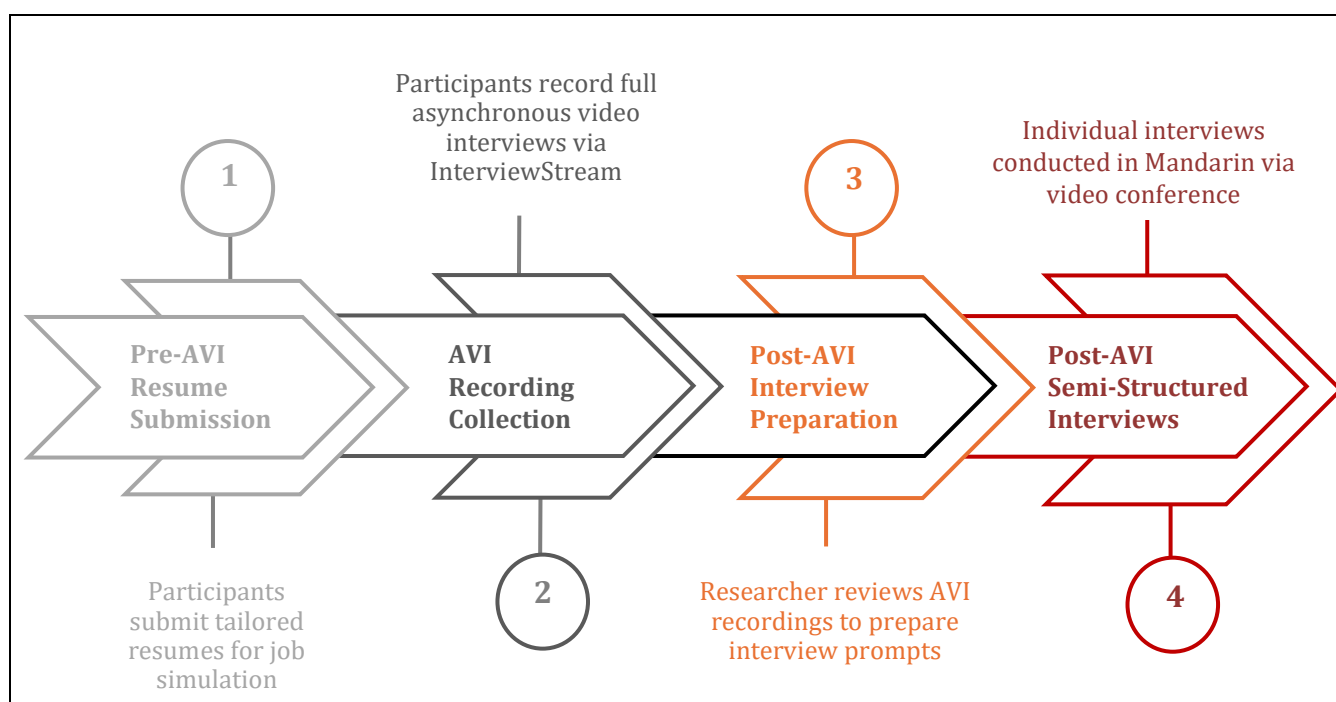 1
Pre-AVI
Resume
Submission
Participants
submit tailored
resumes for job
simulation
Participants record full
asynchronous video
interviews via
InterviewStream
AVI
Recording
Collection
2
3
Post-AVI
Interview
Preparation
Researcher reviews AVI
recordings to prepare
interview prompts
Individual interviews
conducted in Mandarin via
video conference
Post-AVI
Semi-Structured
Interviews
4